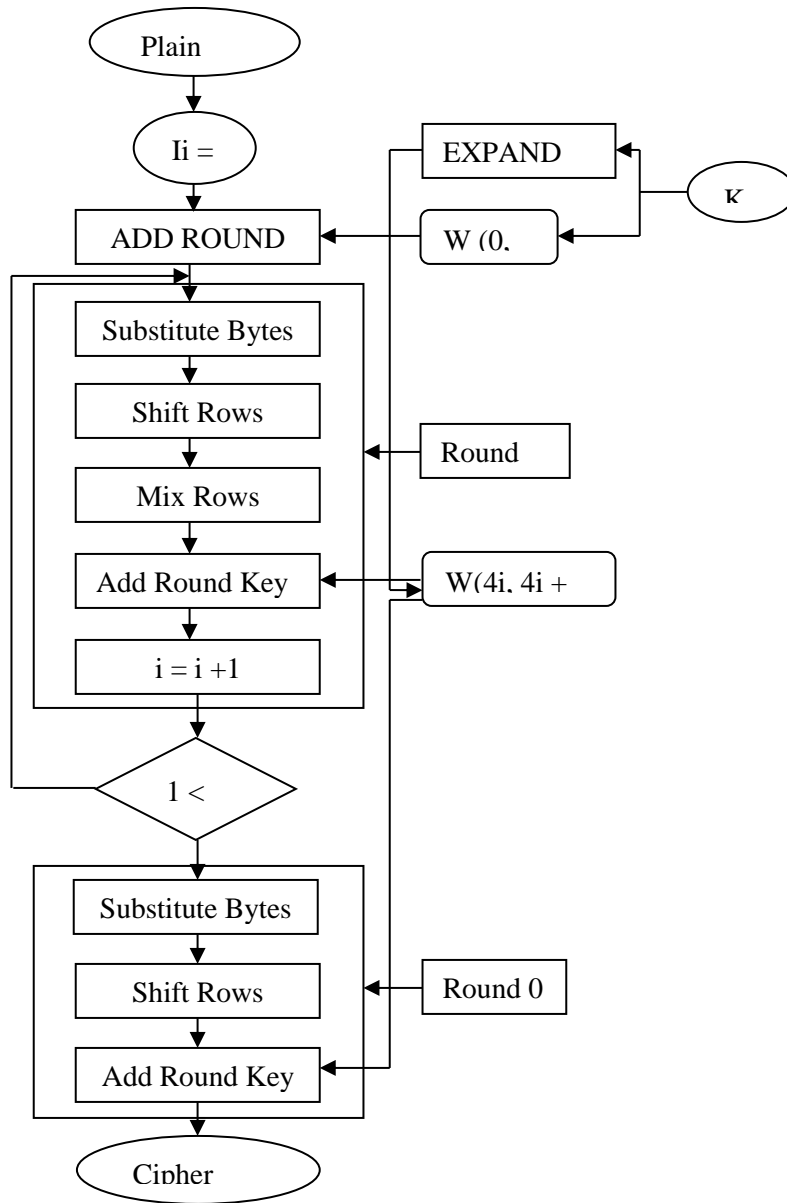 Plain
Ii =
EXPAND
K
ADD ROUND
W (0,
Substitute Bytes
Shift Rows
Round
Mix Rows
Add Round Key
W(4i, 4i +
i = i +1
1 <
Substitute Bytes
Shift Rows
Round 0
Add Round Key
Cipher